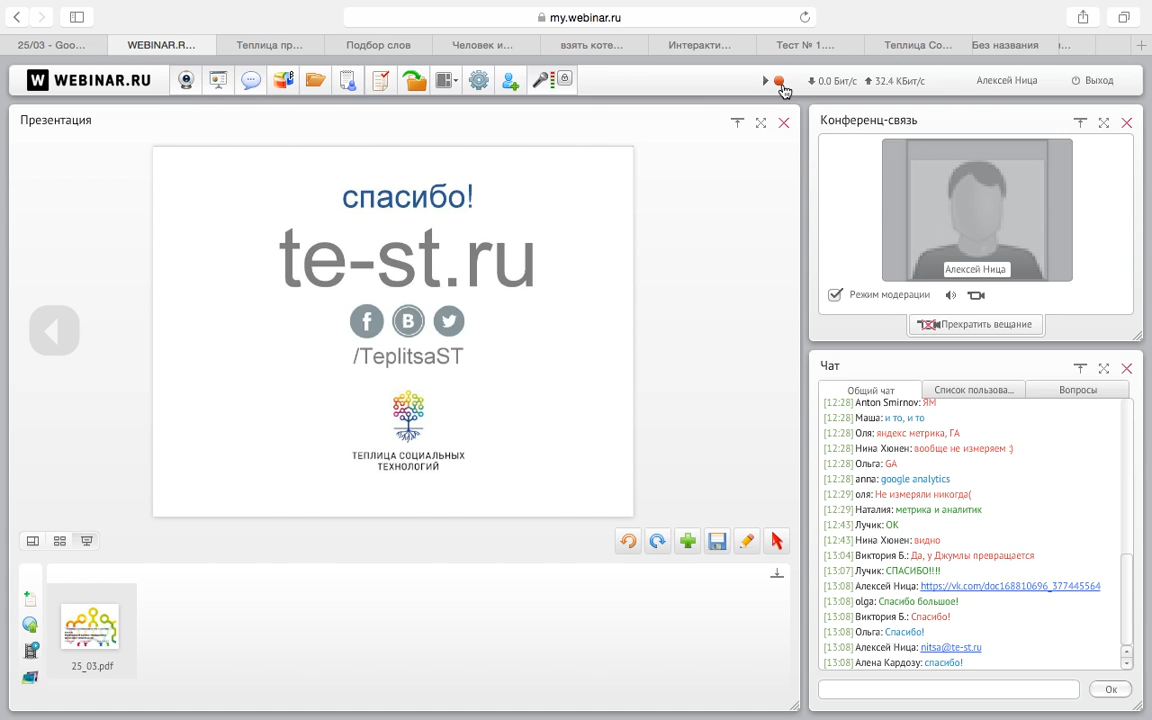 my.webinar.ru
25/03 - Goo...
WEBINAR.R...
Теплица пр...
Подбор слов
Человек и...
взять коте...
Интеракти...
Тест № 1....
Теплица Со...
Без названия
W WEBINAR.RU
0.0 Бит/с
32.4 КБит/с
Алексей Ница
Выход
Презентация
спасибо!
te-st.ru
/TeplitsaST
ТЕПЛИЦА СОЦИАЛЬНЫХ
ТЕХНОЛОГИЙ
25_03.pdf
Конференц-связь
Алексей Ница
Режим модерации
Прекратить вещание
Чат
Общий чат
Список пользова...
Вопросы
[12:28] Anton Smirnov: ЯМ
[12:28] Маша: и то, и то
[12:28] Оля: яндекс метрика, ГА
[12:28] Нина Хюнен: вообще не измеряем :)
[12:28] Ольга: GA
[12:28] anna: google analytics
[12:29] оля: Не измеряли никогда(
[12:29] Наталия: метрика и аналитик
[12:43] Лучик: ОК
[12:43] Нина Хюнен: видно
[13:04] Виктория Б.: Да, у Джумлы превращается
[13:07] Лучик: СПАСИБО!!!!
[13:08] Алексей Ница: https://vk.com/doc168810696_377445564
[13:08] olga: Спасибо большое!
[13:08] Виктория Б.: Спасибо!
[13:08] Ольга: Спасибо!
[13:08] Алексей Ница: nitsa@te-st.ru
[13:08] Алена Кардозу: спасибо!
Ок